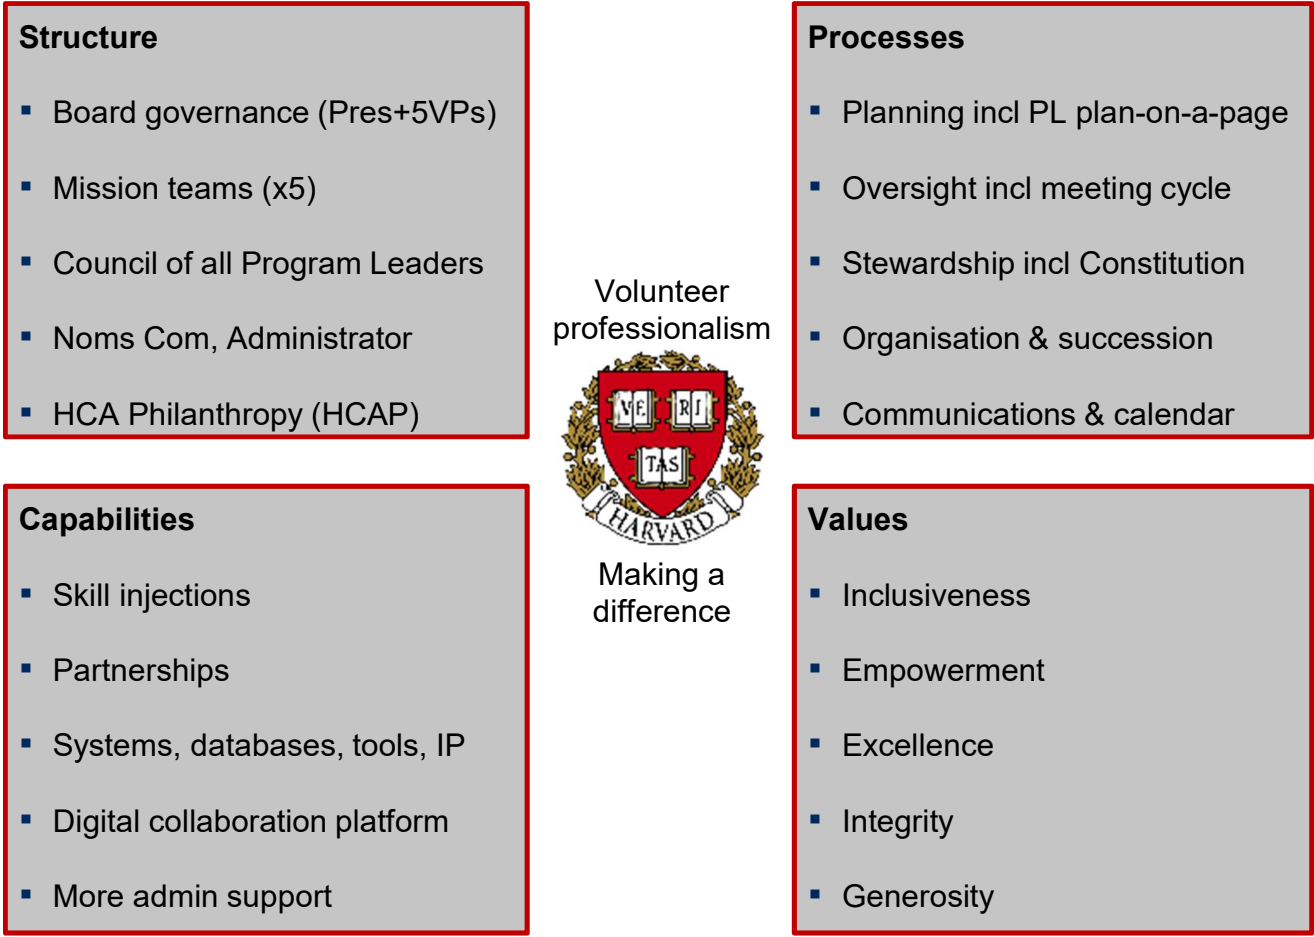 Structure
Board governance (Pres+5VPs)
Mission teams (x5)
Council of all Program Leaders
Noms Com, Administrator
HCA Philanthropy (HCAP)
Processes
Planning incl PL plan-on-a-page
Oversight incl meeting cycle
Stewardship incl Constitution
Organisation & succession
Communications & calendar
Volunteer
professionalism
VE RI
TAS
HARVARD
Making a
difference
Capabilities
Skill injections
Partnerships
Systems, databases, tools, IP
Digital collaboration platform
More admin support
Values
Inclusiveness
Empowerment
Excellence
Integrity
Generosity